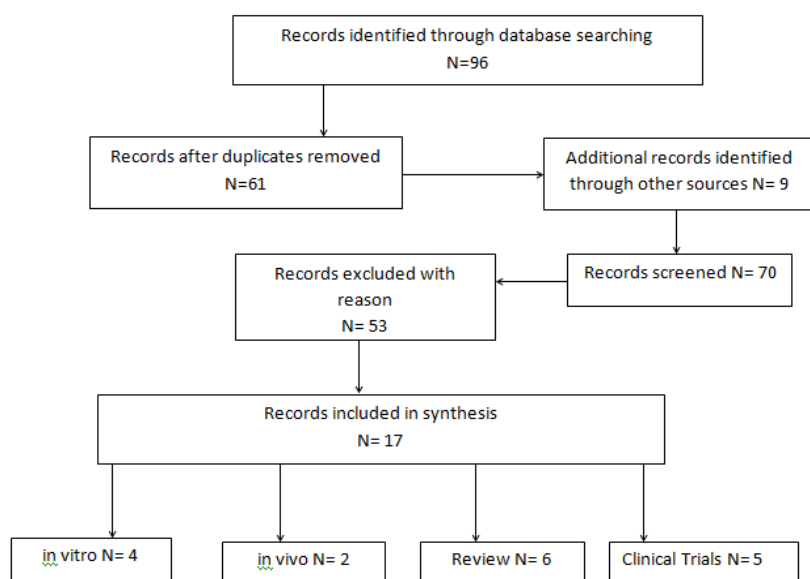 Records identified through database searching
N=96
Records after duplicates removed
N=61
Additional records identified
through other sources N= 9
Records screened N= 70
Records excluded with
reason
N= 53
Records included in synthesis
N= 17
in vitro N= 4
in vivo N= 2
Review N= 6
Clinical Trials N= 5